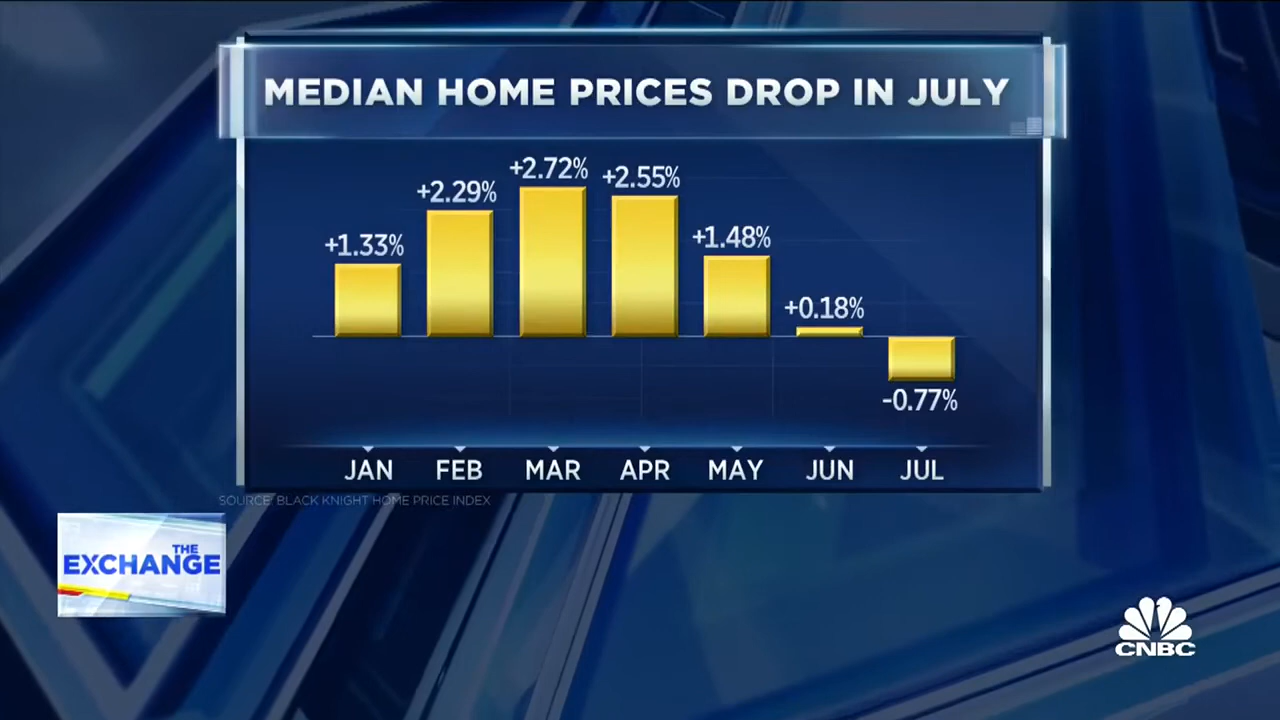 MEDIAN HOME PRICES DROP IN JULY
+1.33%
+2.29%
+2.72%
+2.55%
+1.48%
+0.18%
-0.77%
JAN FEB MAR APR MAY JUN JUL
SOURCE: BLACK KNIGHT HOME PRICE INDEX
THE
EXCHANGE
CNBC